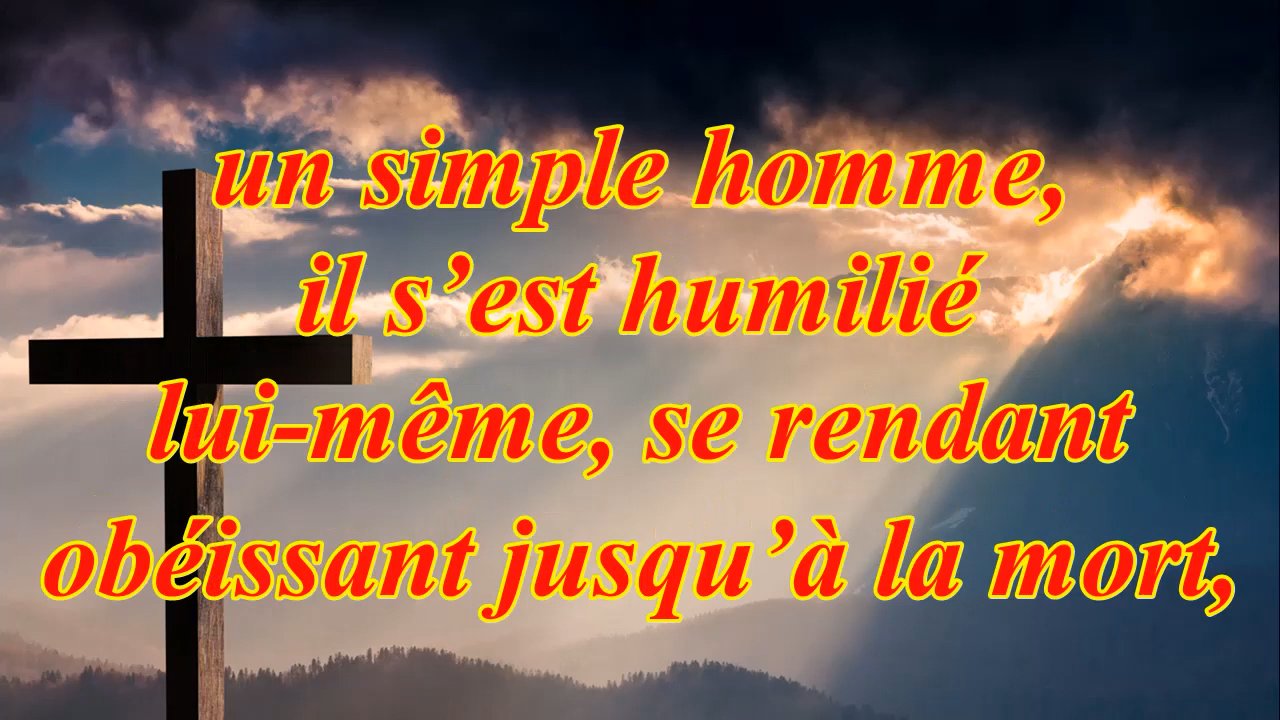 un simple homme,
il s’est humilié
lui-même, se rendant
obéissant jusqu’à la mort,